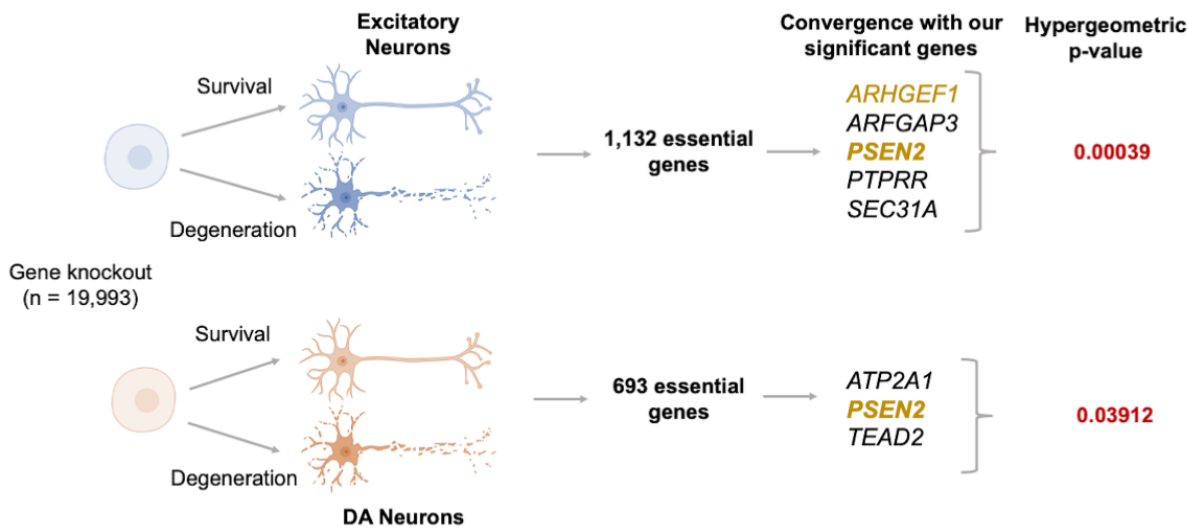 Excitatory
Neurons
Convergence with our
significant genes
Hypergeometric
p-value
Survival
Degeneration
1,132 essential
genes
ARHGEF1
ARFGAP3
PSEN2
PTPRR
SEC31A
0.00039
Gene knockout
(n = 19,993)
Survival
Degeneration
693 essential
genes
ATP2A1
PSEN2
TEAD2
0.03912
DA Neurons